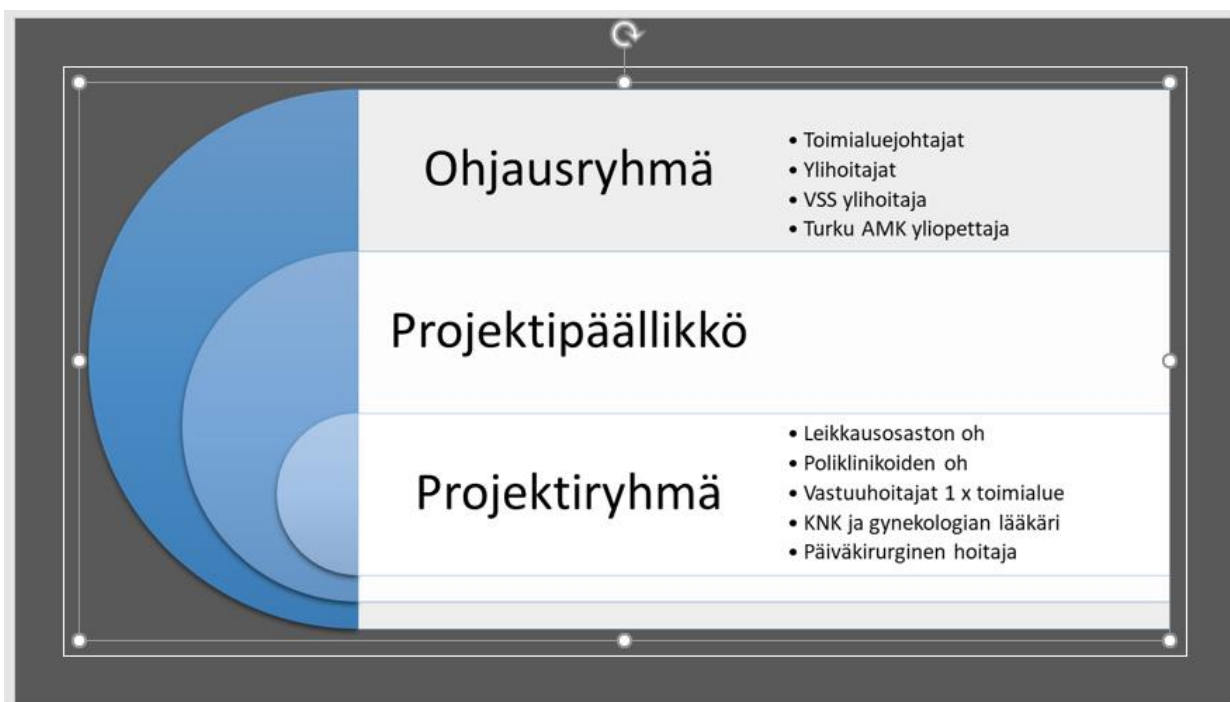 Ohjausryhmä
• Toimialuejohtajat
• Ylihoitajat
• VSS ylihoitaja
• Turku AMK yliopettaja
Projektipäällikkö
Projektiryhmä
• Leikkausosaston oh
• Poliklinikoiden oh
• Vastuuhoitajat 1 x toimialue
• KNK ja gynekologian lääkäri
• Päiväkirurginen hoitaja